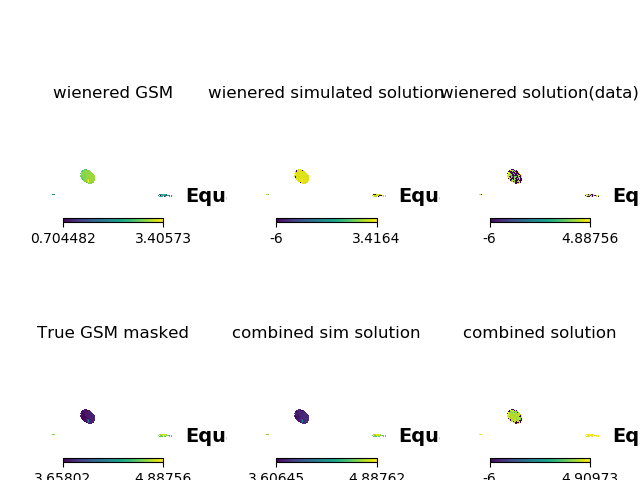 wienered GSM
wienered simulated solution
wienered solution(data)
Equ
Equ
Eq
0.704482 3.40573
-6 3.4164
-6 4.88756
True GSM masked
combined sim solution
combined solution
Equ
Equ
Eq
3.65802 4.88756
3.60645 4.88762
-6 4.90973